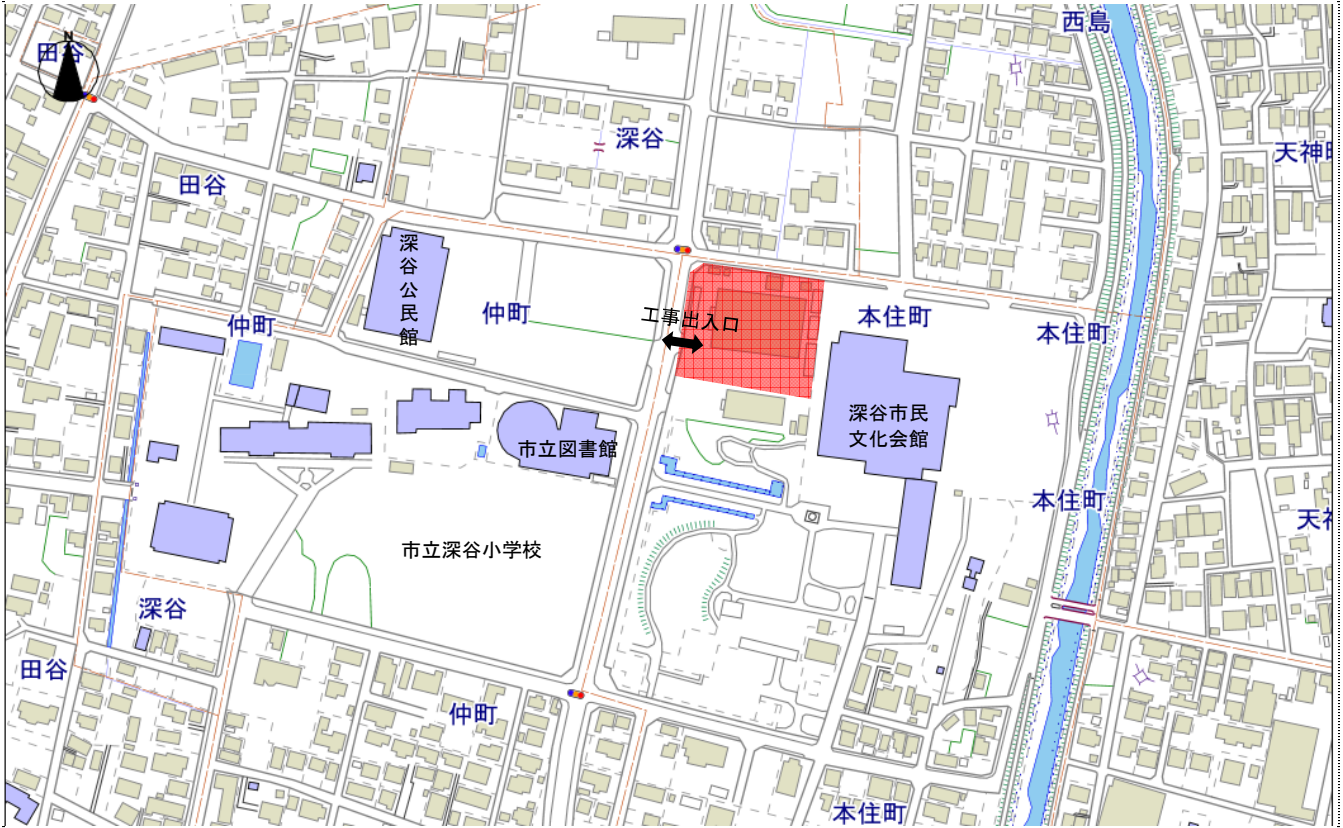 西島
N
田谷
深谷
天神町
田谷
深谷公民館
仲町
工事出入口
本住町
仲町
本住町
深谷市民
文化会館
市立図書館
本住町
天神
市立深谷小学校
深谷
田谷
仲町
本住町